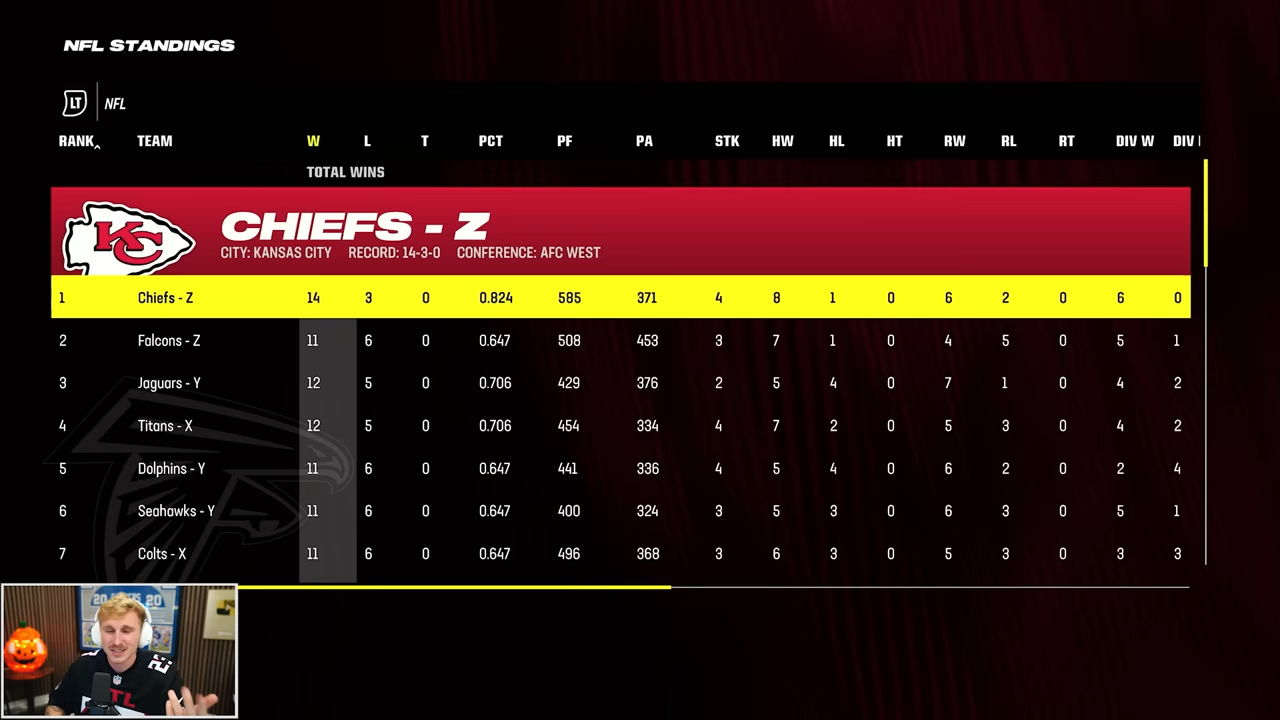 NFL STANDINGS
LT NFL
RANK TEAM W L T PCT PF PA STK HW HL HT RW RL RT DIV W DIV
TOTAL WINS
KC
CHIEFS - Z
CITY: KANSAS CITY RECORD: 14-3-0 CONFERENCE: AFC WEST
1 Chiefs - Z 14 3 0 0.824 585 371 4 8 1 0 6 2 0 6 0
2 Falcons - Z 11 6 0 0.647 508 453 3 7 1 0 4 5 0 5 1
3 Jaguars - Y 12 5 0 0.706 429 376 2 5 4 0 7 1 0 4 2
4 Titans - X 12 5 0 0.706 454 334 4 7 2 0 5 3 0 4 2
5 Dolphins - Y 11 6 0 0.647 441 336 4 5 4 0 6 2 0 2 4
6 Seahawks - Y 11 6 0 0.647 400 324 3 5 3 0 6 3 0 5 1
7 Colts - X 11 6 0 0.647 496 368 3 6 3 0 5 3 0 3 3
20 20
ATL